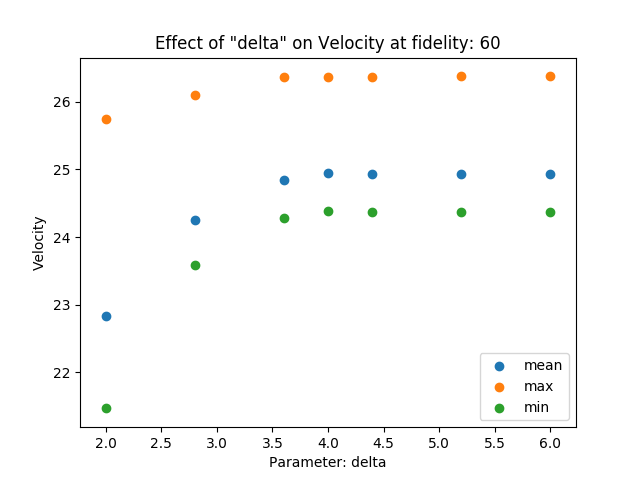 Effect of "delta" on Velocity at fidelity: 60
26
25
24
23
22
Velocity
2.0 2.5 3.0 3.5 4.0 4.5 5.0 5.5 6.0
Parameter: delta
mean
max
min